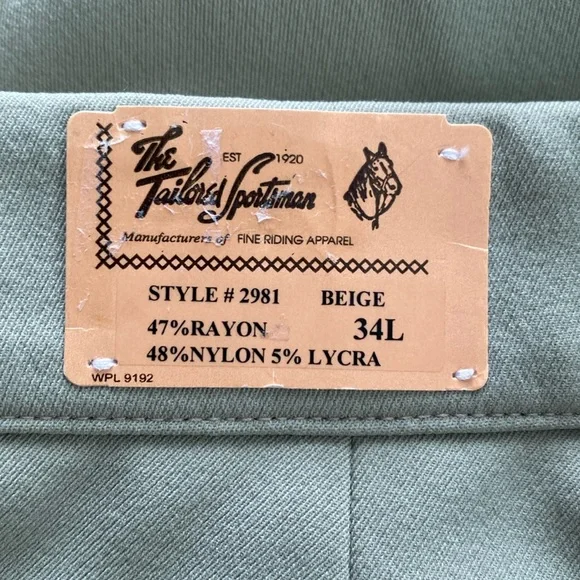 The
EST 1920
Tailored Sportsman
Manufacturers of FINE RIDING APPAREL
STYLE # 2981 BEIGE
47%RAYON 34L
48%NYLON 5% LYCRA
WPL 9192